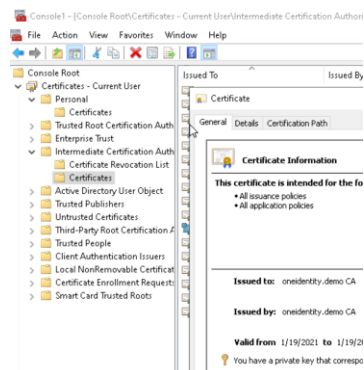 Console1 - [Console Root\Certificates - Current User\Intermediate Certification Authori
File Action View Favorites Window Help
Console Root
Certificates - Current User
Personal
Certificates
Trusted Root Certification Auth
Enterprise Trust
Intermediate Certification Auth
Certificate Revocation List
Certificates
Active Directory User Object
Trusted Publishers
Untrusted Certificates
Third-Party Root Certification A
Trusted People
Client Authentication Issuers
Local NonRemovable Certificat
Certificate Enrollment Request
Smart Card Trusted Roots
Issued To Issued By
Certificate
General Details Certification Path
Certificate Information
This certificate is intended for the fo
• All issuance policies
• All application policies
Issued to: oneidentity.demo CA
Issued by: oneidentity.demo CA
Valid from 1/19/2021 to 1/19/20
You have a private key that correspo